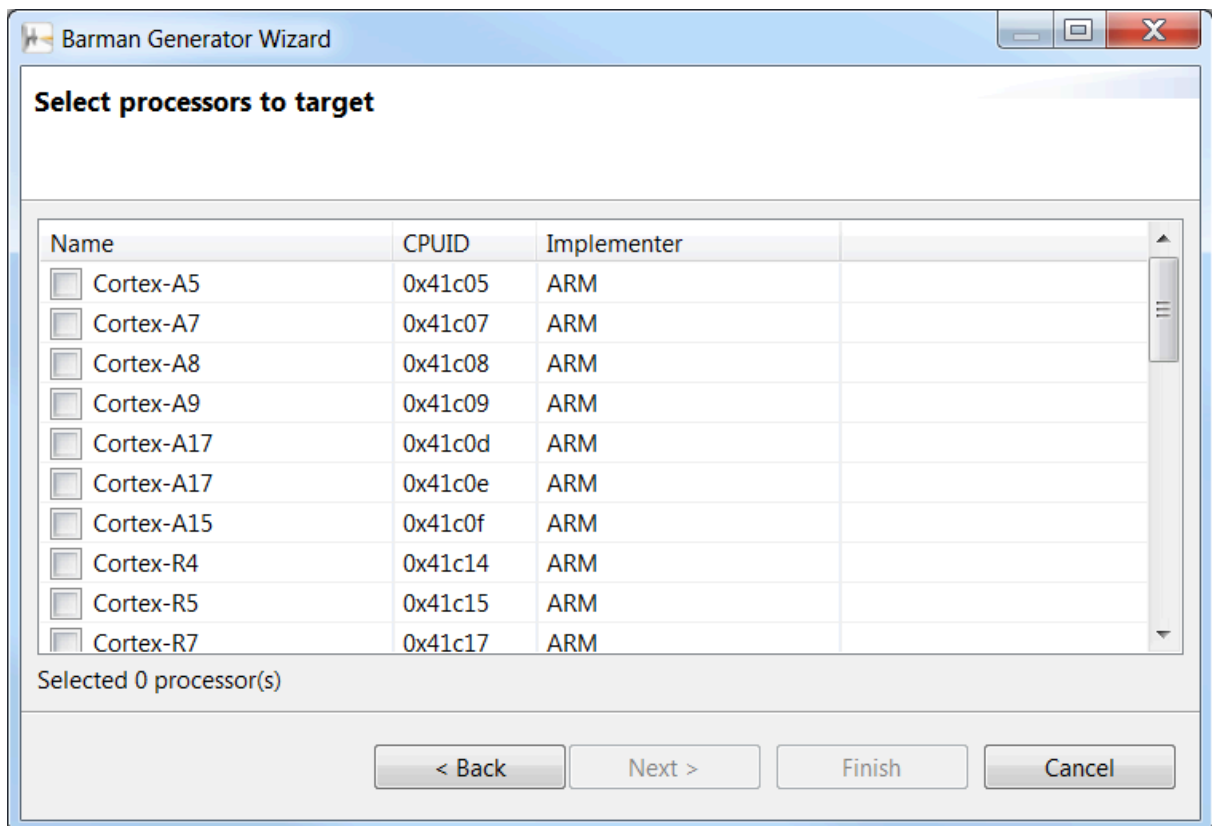 Barman Generator Wizard
Select processors to target
Name CPUID Implementer
Cortex-A5 0x41c05 ARM
Cortex-A7 0x41c07 ARM
Cortex-A8 0x41c08 ARM
Cortex-A9 0x41c09 ARM
Cortex-A17 0x41c0d ARM
Cortex-A17 0x41c0e ARM
Cortex-A15 0x41c0f ARM
Cortex-R4 0x41c14 ARM
Cortex-R5 0x41c15 ARM
Cortex-R7 0x41c17 ARM
Selected 0 processor(s)
< Back Next > Finish Cancel